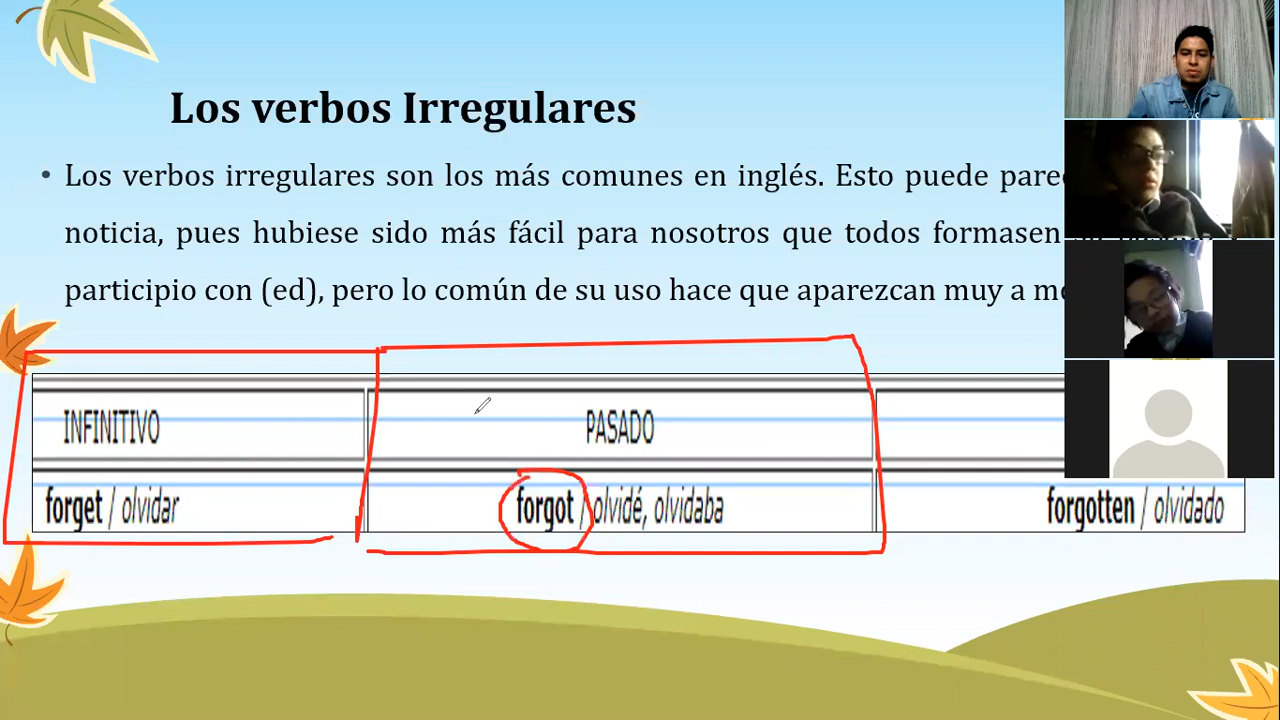 Los verbos Irregulares
• Los verbos irregulares son los más comunes en inglés. Esto puede
noticia, pues hubiese sido más fácil para nosotros que todos formasen
participio con (ed), pero lo común de su uso hace que aparezcan muy a
INFINITIVO PASADO
forget / olvidar forgot / olvidé, olvidaba forgotten / olvidado